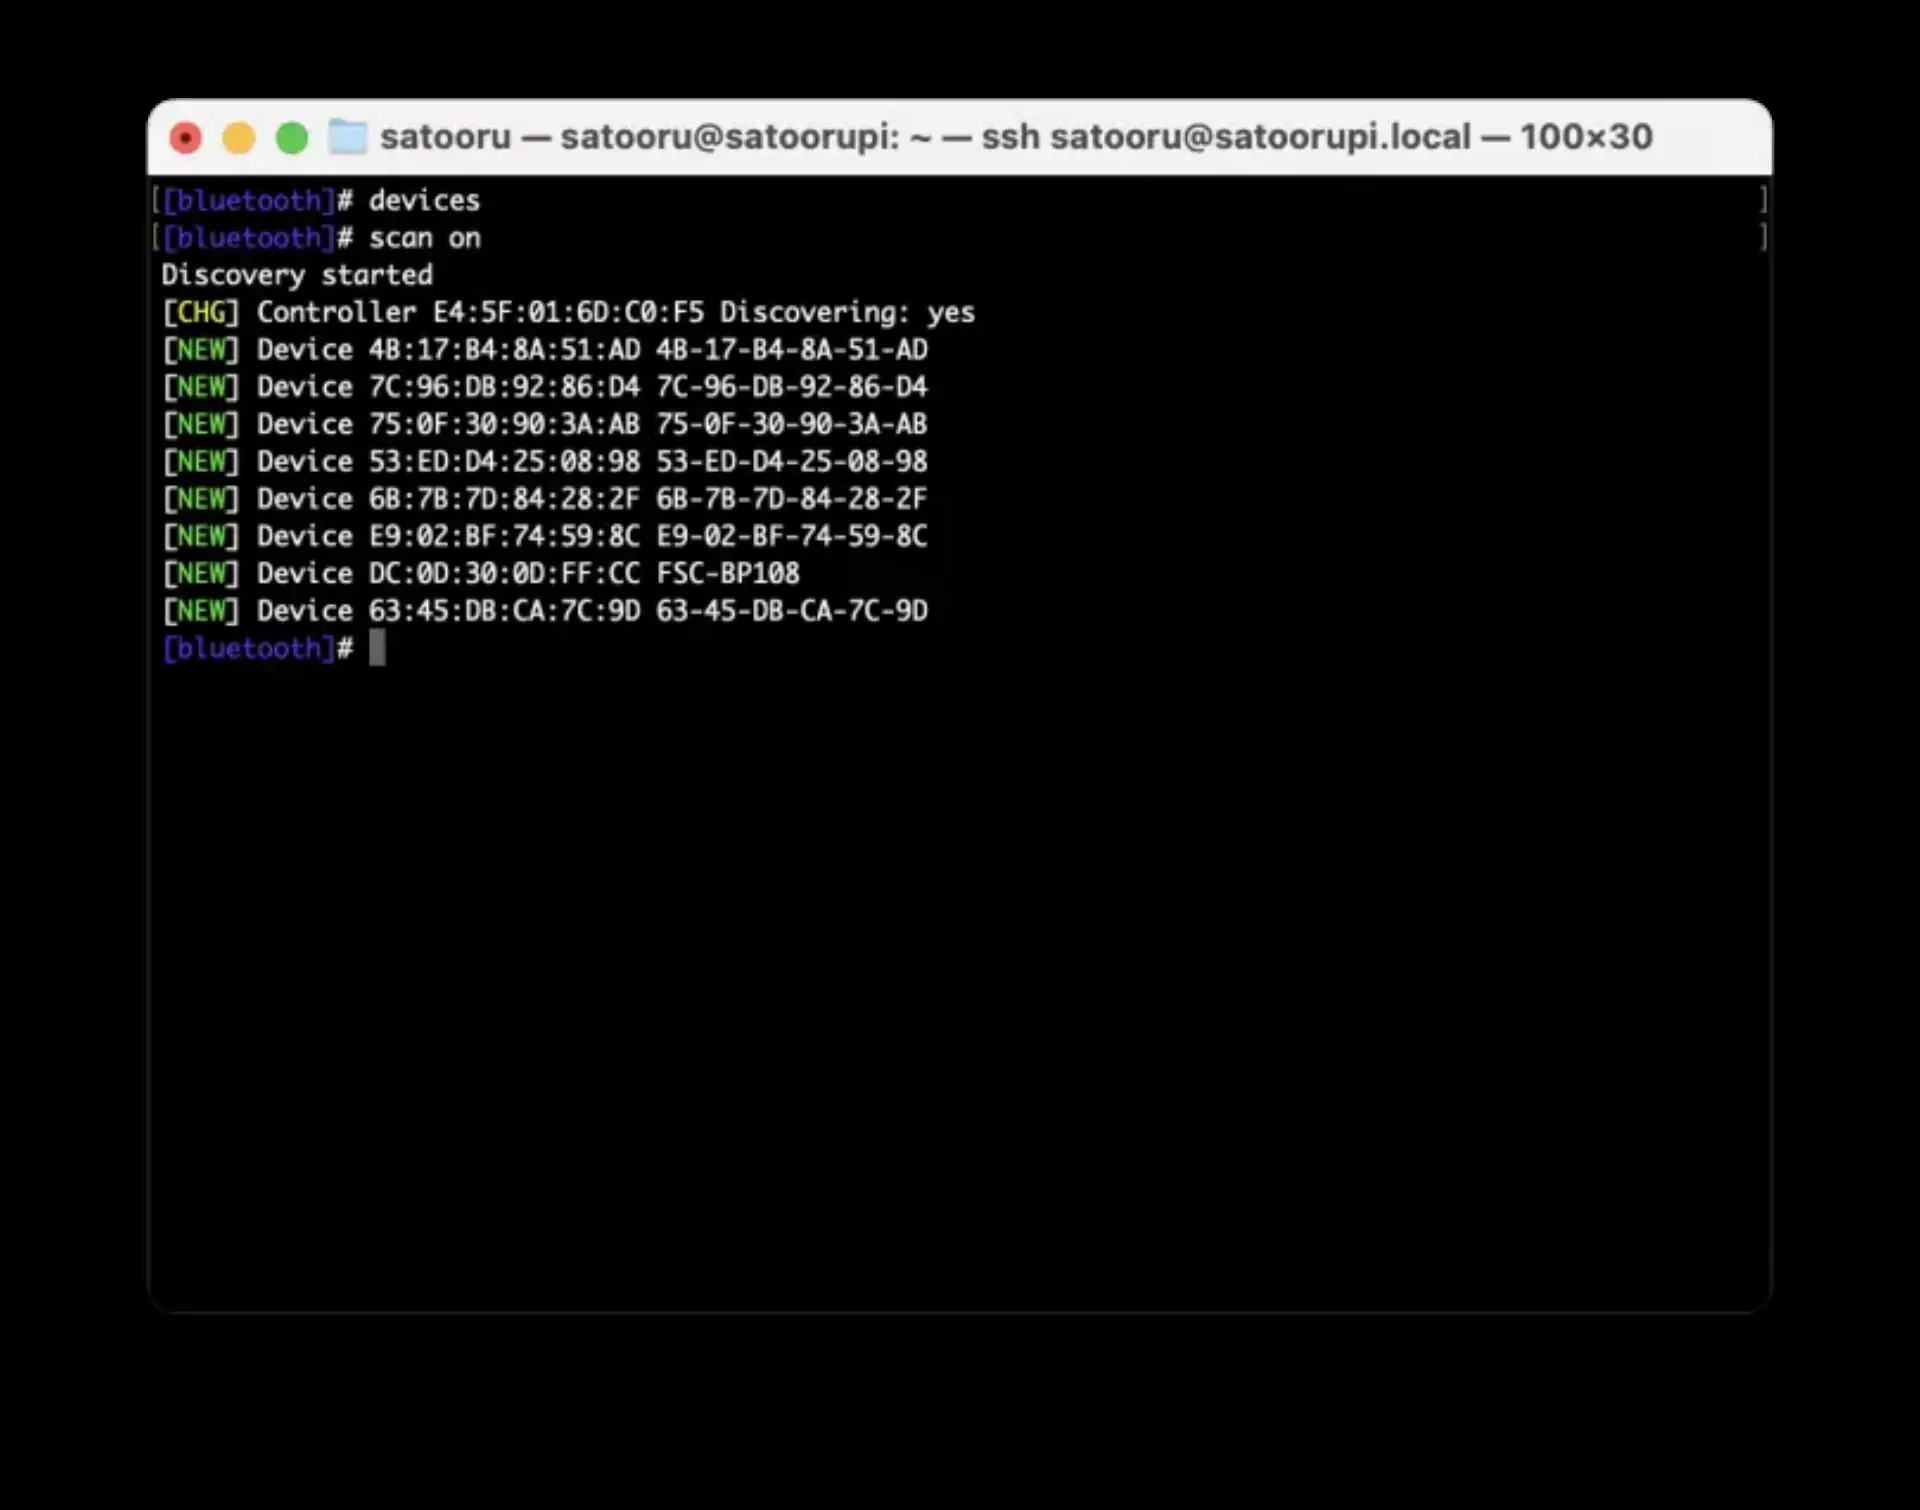 satooru — satooru@satoorupi: ~ — ssh satooru@satoorupi.local — 100×30
[[bluetooth]# devices ]
[[bluetooth]# scan on ]
Discovery started
[CHG] Controller E4:5F:01:6D:C0:F5 Discovering: yes
[NEW] Device 4B:17:B4:8A:51:AD 4B-17-B4-8A-51-AD
[NEW] Device 7C:96:DB:92:86:D4 7C-96-DB-92-86-D4
[NEW] Device 75:0F:30:90:3A:AB 75-0F-30-90-3A-AB
[NEW] Device 53:ED:D4:25:08:98 53-ED-D4-25-08-98
[NEW] Device 6B:7B:7D:84:28:2F 6B-7B-7D-84-28-2F
[NEW] Device E9:02:BF:74:59:8C E9-02-BF-74-59-8C
[NEW] Device DC:0D:30:0D:FF:CC FSC-BP108
[NEW] Device 63:45:DB:CA:7C:9D 63-45-DB-CA-7C-9D
[bluetooth]#